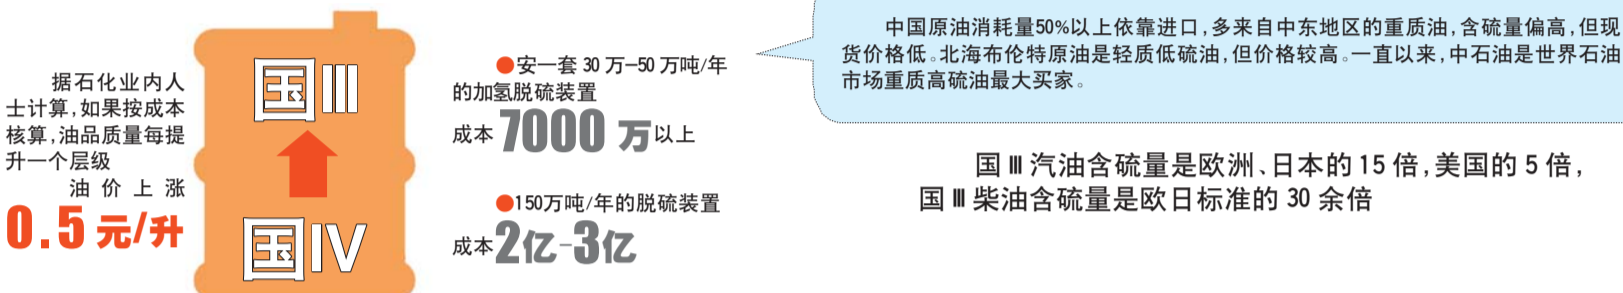 据石化业内人
士计算,如果按成本
核算,油品质量每提
升一个层级
油价上涨
0.5元/升
国III
国IV
●安一套30万—50万吨/年
的加氢脱硫装置
成本7000万以上
●150万吨/年的脱硫装置
成本2亿-3亿
中国原油消耗量50%以上依靠进口,多来自中东地区的重质油,含硫量偏高,但现
货价格低。北海布伦特原油是轻质低硫油,但价格较高。一直以来,中石油是世界石油
市场重质高硫油最大买家。
国Ⅲ汽油含硫量是欧洲、日本的15倍,美国的5倍,
国Ⅲ柴油含硫量是欧日标准的30余倍